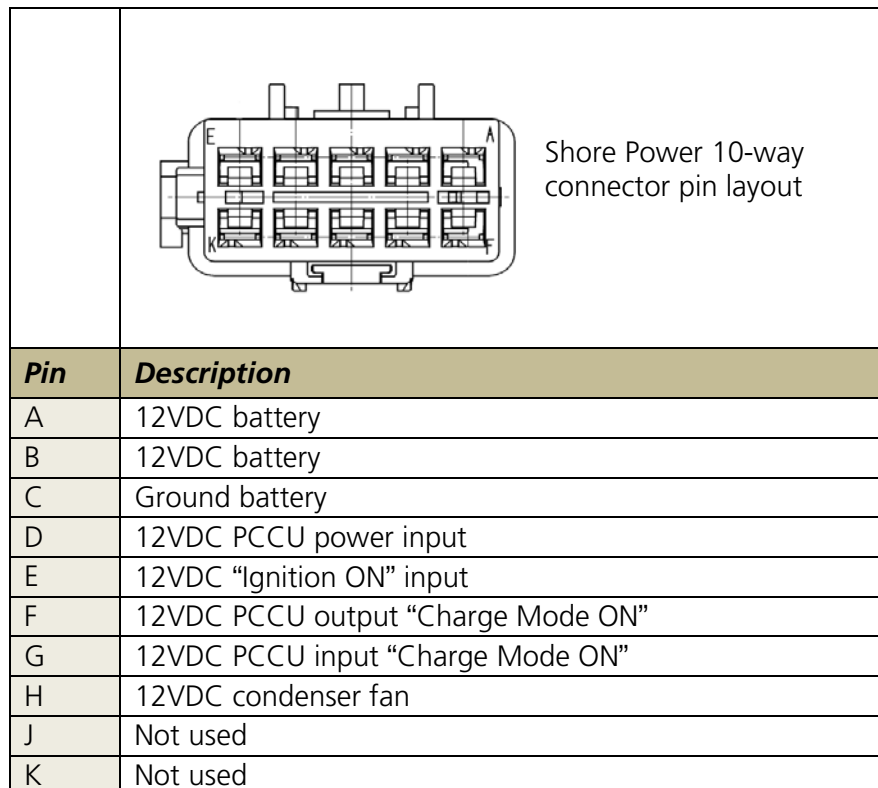 E A
Shore Power 10-way
connector pin layout
K F
Pin Description
A 12VDC battery
B 12VDC battery
C Ground battery
D 12VDC PCCU power input
E 12VDC “Ignition ON” input
F 12VDC PCCU output “Charge Mode ON”
G 12VDC PCCU input “Charge Mode ON”
H 12VDC condenser fan
J Not used
K Not used